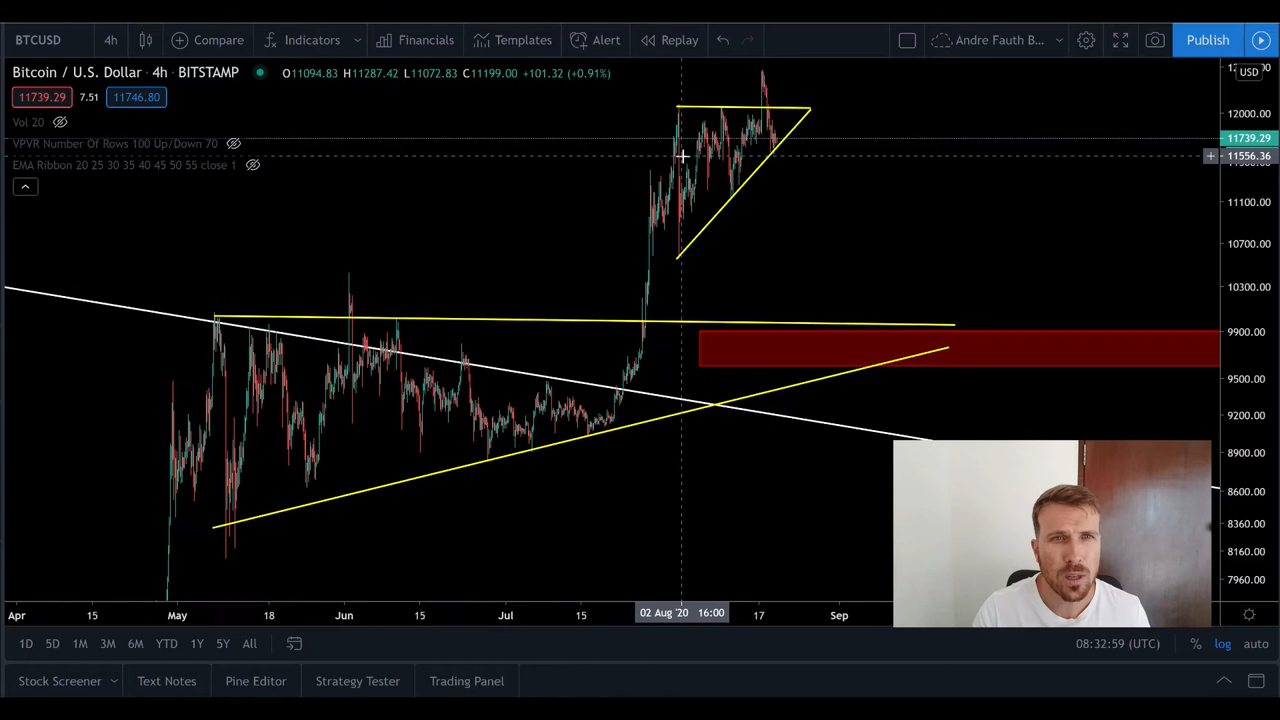 BTCUSD 4h Compare Indicators Financials Templates Alert Replay Andre Fauth B... Publish
Bitcoin / U.S. Dollar · 4h · BITSTAMP O11094.83 H11287.42 L11072.83 C11199.00 +101.32 (+0.91%)
USD
11739.29 7.51 11746.80
Vol 20
VPVR Number Of Rows 100 Up/Down 70
EMA Ribbon 20 25 30 35 40 45 50 55 close 1
12000.00
11739.29
11556.36
11100.00
10700.00
10300.00
9900.00
9500.00
9200.00
8900.00
8600.00
8360.00
8160.00
7960.00
Apr 15 May 18 Jun 15 Jul 15 02 Aug '20 16:00 17 Sep
1D 5D 1M 3M 6M YTD 1Y 5Y All 08:32:59 (UTC) % log auto
Stock Screener Text Notes Pine Editor Strategy Tester Trading Panel